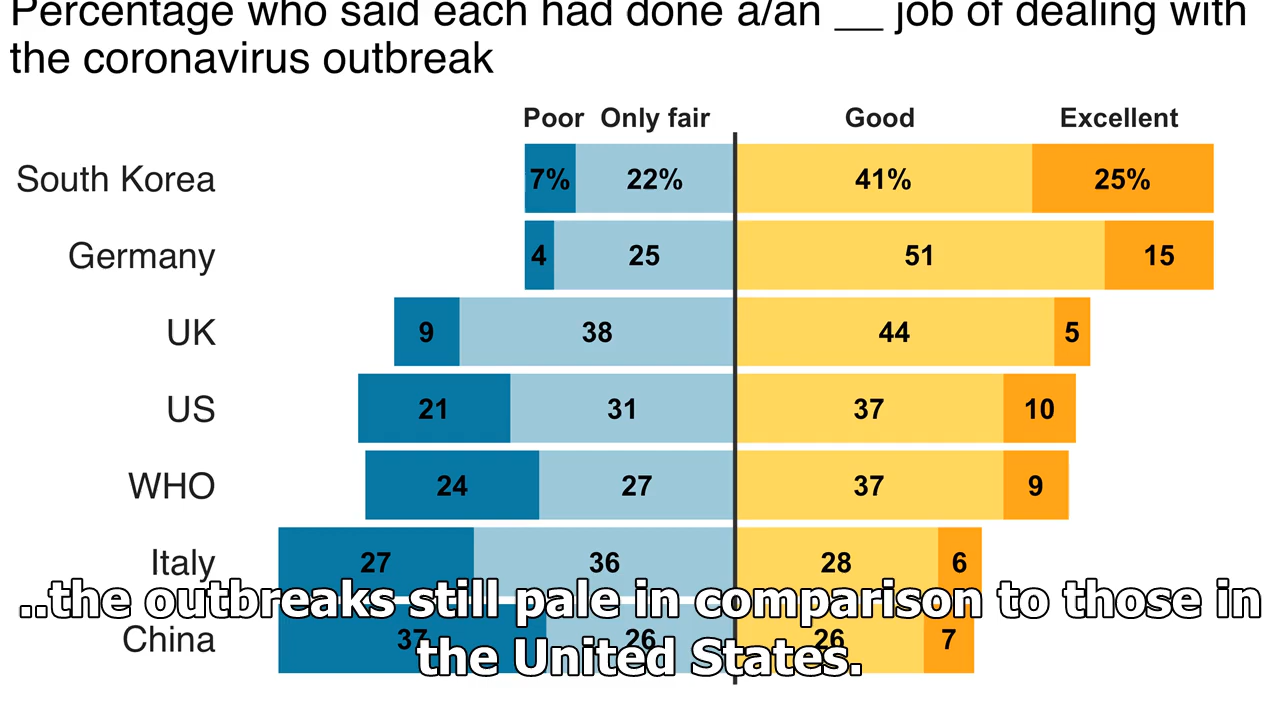 Percentage who said each had done a/an __ job of dealing with
the coronavirus outbreak
Poor Only fair Good Excellent
South Korea 7% 22% 41% 25%
Germany 4 25 51 15
UK 9 38 44 5
US 21 31 37 10
WHO 24 27 37 9
Italy 27 36 28 6
..the outbreaks still pale in comparison to those in
China 37 26 26 7
the United States.